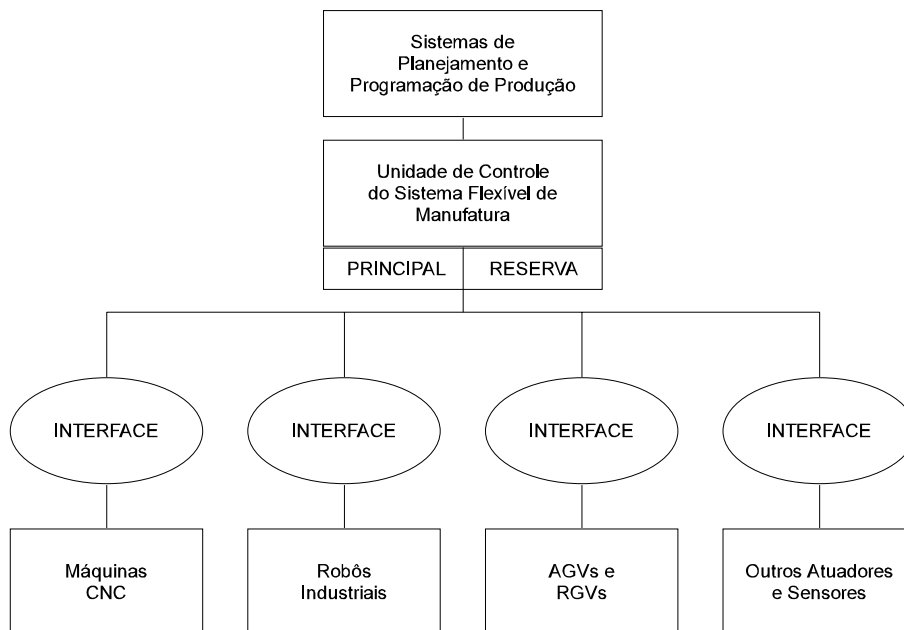 Sistemas de
Planejamento e
Programação de Produção
Unidade de Controle
do Sistema Flexível de
Manufatura
PRINCIPAL
RESERVA
INTERFACE
INTERFACE
INTERFACE
INTERFACE
Máquinas
CNC
Robôs
Industriais
AGVs e
RGVs
Outros Atuadores
e Sensores